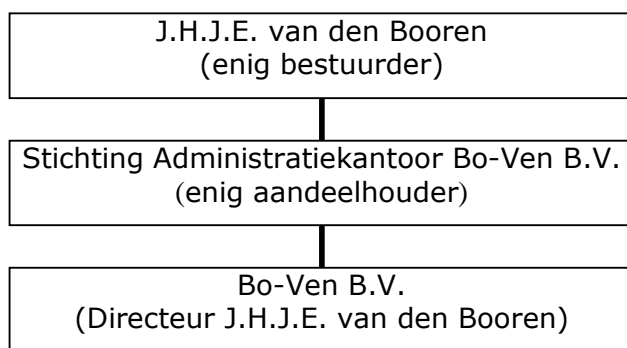 J.H.J.E. van den Booren
(enig bestuurder)
Stichting Administratiekantoor Bo-Ven B.V.
(enig aandeelhouder)
Bo-Ven B.V.
(Directeur J.H.J.E. van den Booren)